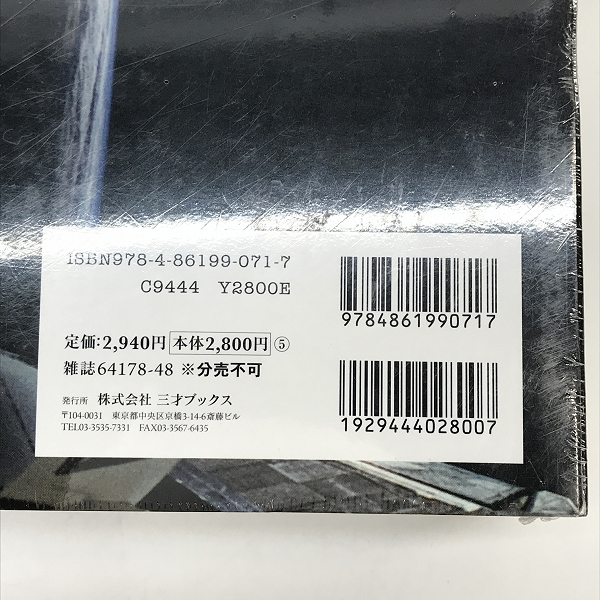 ISBN978-4-86199-071-7
C9444 Y2800E
9784861990717
定価:2,940円 本体2,800円 ⑤
雑誌64178-48 ※分売不可
1929444028007
発行所 株式会社 三才ブックス
〒104-0031 東京都中央区京橋3-14-6斎藤ビル
TEL03-3535-7331 FAX03-3567-6435